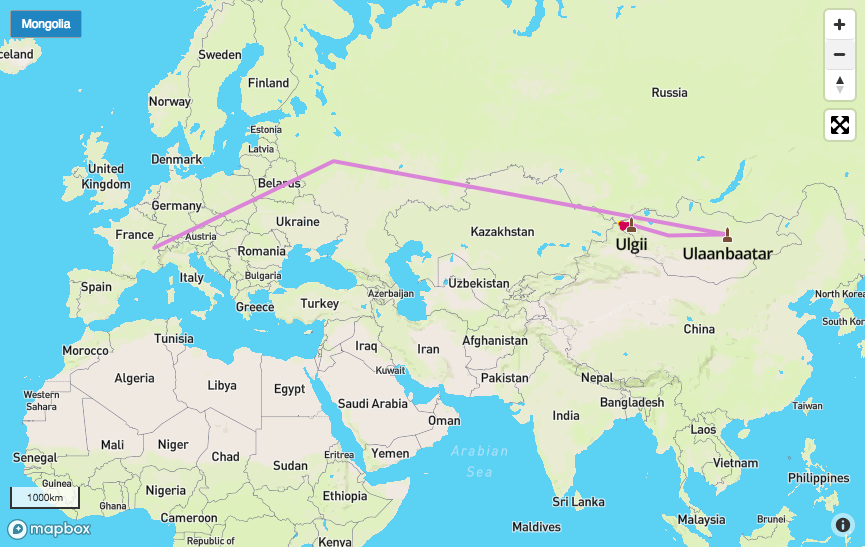 Mongolia
celand
Sweden
Finland
Russia
Norway
Estonia
Latvia
Denmark
United
Kingdom
Belarus
Germany
France
Ukraine
Kazakhstan
Austria
Ulgii
Ulaanbaatar
Romania
Italy
Bulgaria
Uzbekistan
Spain
Azerbaijan
North Korea
Greece
Turkey
South Kor
China
Tunisia
Afghanistan
Morocco
Iraq
Iran
Kuwait
Algeria
Libya
Egypt
Pakistan
Nepal
Western
Sahara
Saudi Arabia
Bangladesh
Taiwan
Oman
India
Laos
Mali
Niger
Chad
Eritrea
Yemen
Arabian
Sea
Senegal
Sudan
Vietnam
Guinea
Philippines
1000km
Nigeria
Ethiopia
Ghana
Sri Lanka
Cameroon
Malaysia
Brunei
mapbox
Maldives
Republic of
Kenya